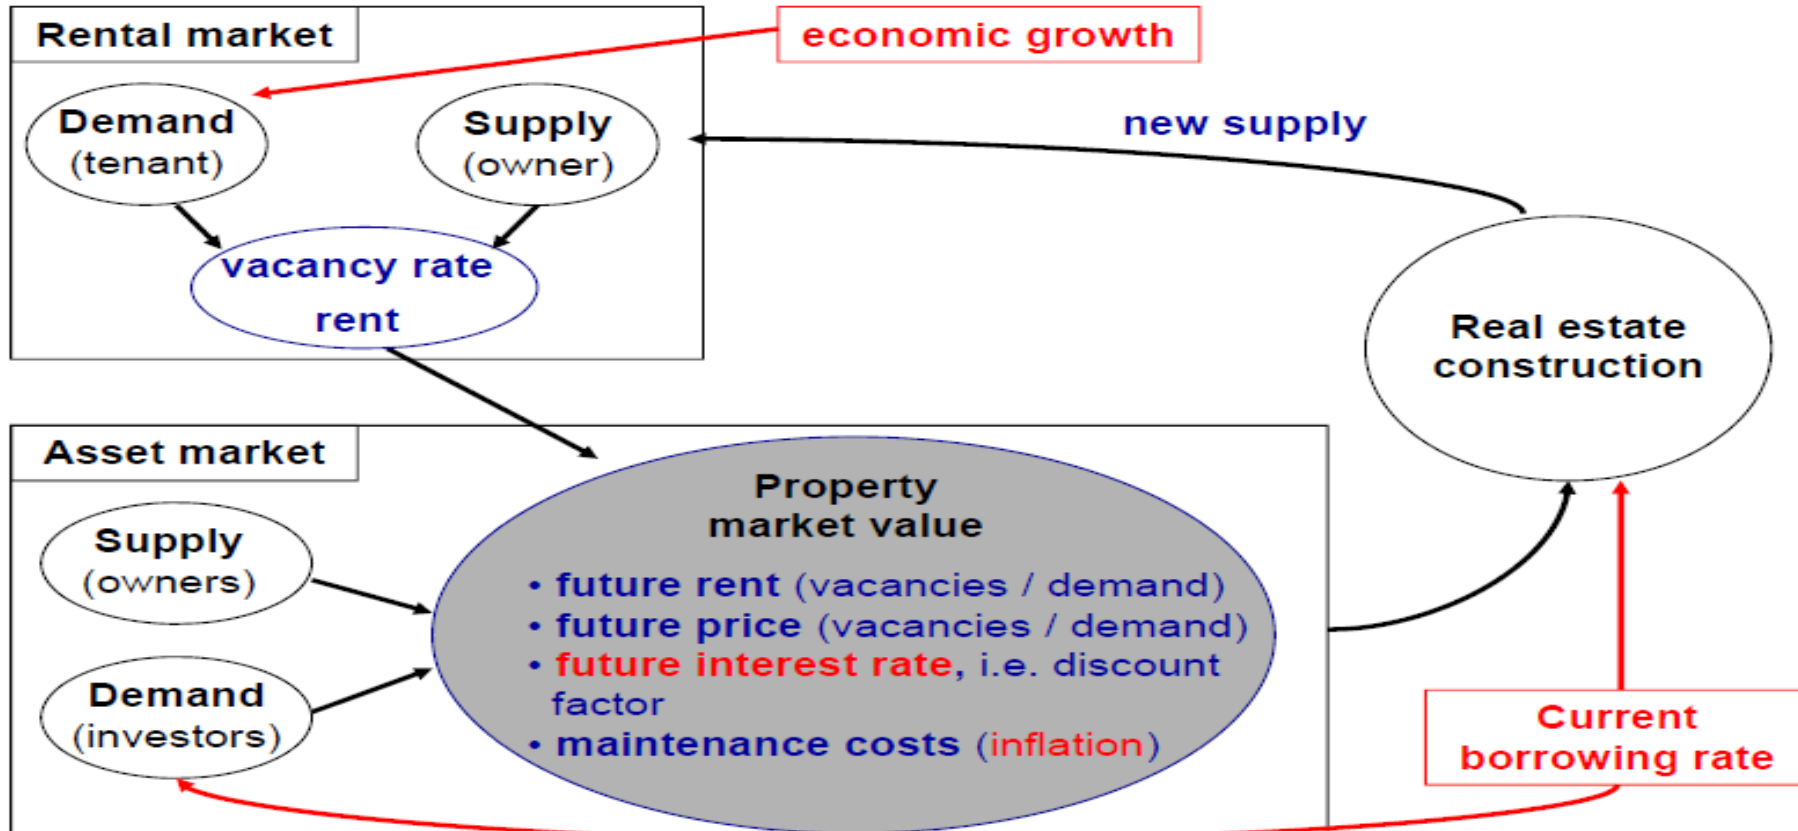 Rental market
economic growth
Demand
(tenant)
Supply
(owner)
new supply
vacancy rate
rent
Real estate
construction
Asset market
Property
market value
Supply
(owners)
• future rent (vacancies / demand)
• future price (vacancies / demand)
• future interest rate, i.e. discount
factor
• maintenance costs (inflation)
Demand
(investors)
Current
borrowing rate